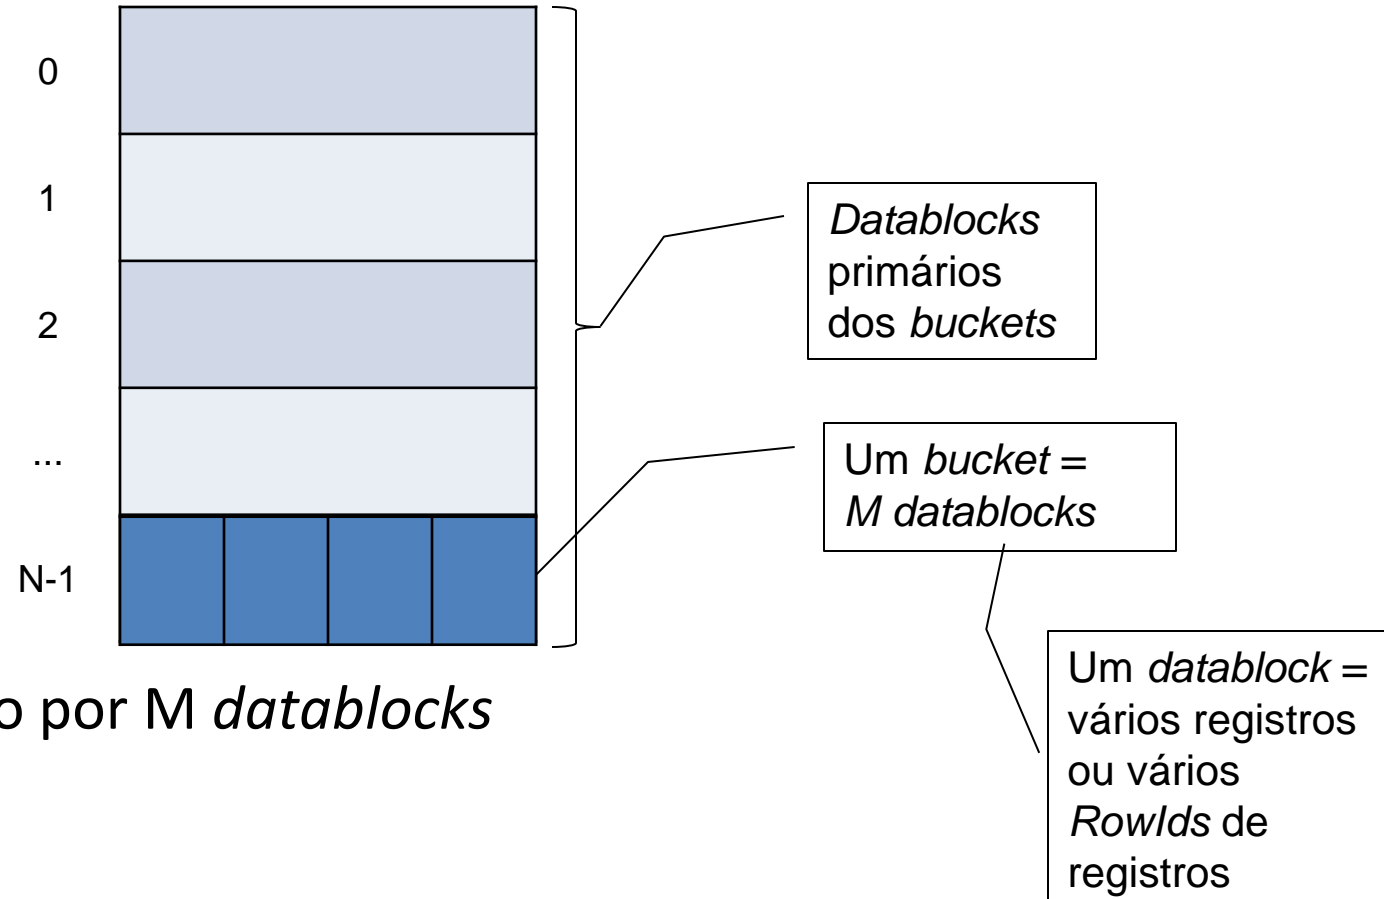 0
1
2
...
N-1
Datablocks
primários
dos buckets
Um bucket =
M datablocks
Um datablock =
vários registros
ou vários
RowIds de
registros
o por M datablocks